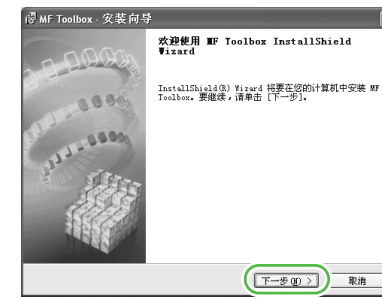 MF Toolbox - 安装向导
欢迎使用 MF Toolbox InstallShield
Wizard
InstallShield(R) Wizard 将要在您的计算机中安装 MF
Toolbox。要继续，请单击 [下一步]。
下一步(N) >
取消